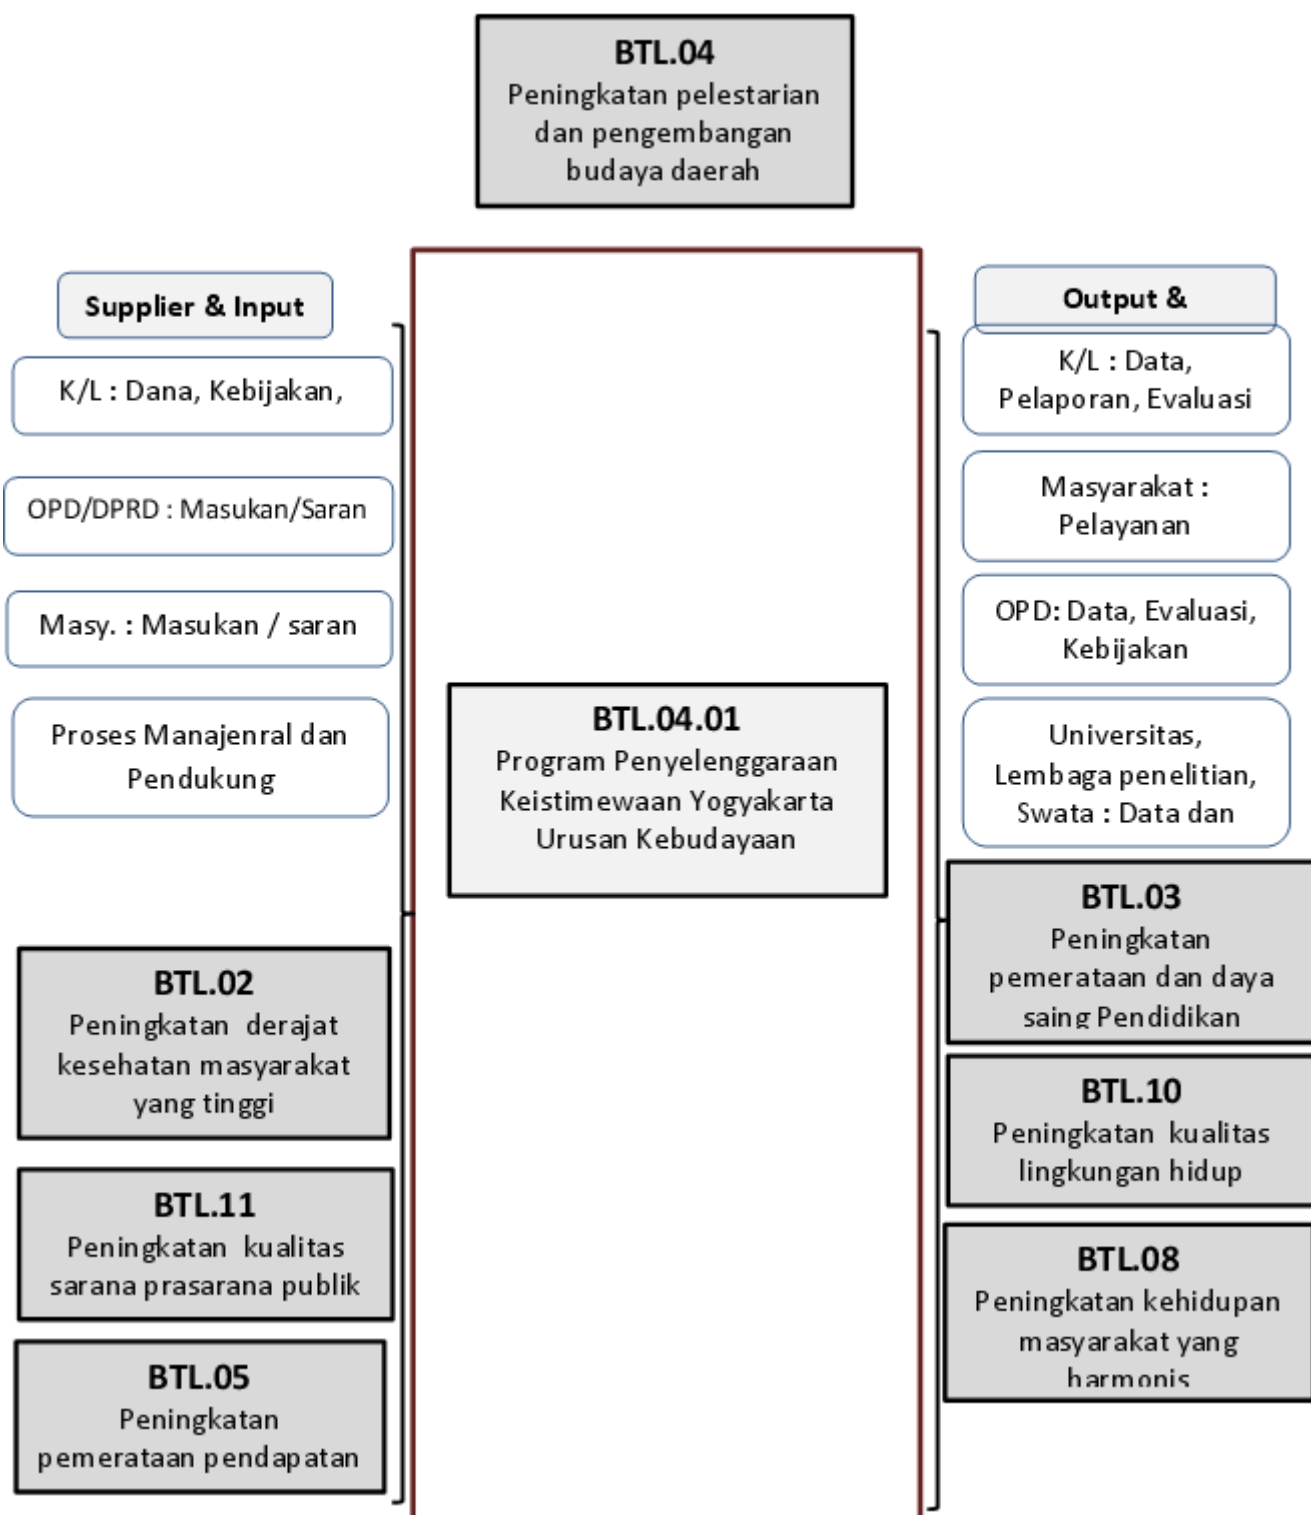 BTL.04
Peningkatan pelestarian
dan pengembangan
budaya daerah
Supplier & Input
K/L : Dana, Kebijakan,
OPD/DPRD : Masukan/Saran
Masy. : Masukan / saran
Proses Manajenral dan
Pendukung
BTL.02
Peningkatan derajat
kesehatan masyarakat
yang tinggi
BTL.11
Peningkatan kualitas
sarana prasarana publik
BTL.05
Peningkatan
pemerataan pendapatan
BTL.04.01
Program Penyelenggaraan
Keistimewaan Yogyakarta
Urusan Kebudayaan
Output &
K/L : Data,
Pelaporan, Evaluasi
Masyarakat :
Pelayanan
OPD: Data, Evaluasi,
Kebijakan
Universitas,
Lembaga penelitian,
Swata : Data dan
BTL.03
Peningkatan
pemerataan dan daya
saing Pendidikan
BTL.10
Peningkatan kualitas
lingkungan hidup
BTL.08
Peningkatan kehidupan
masyarakat yang
harmonis